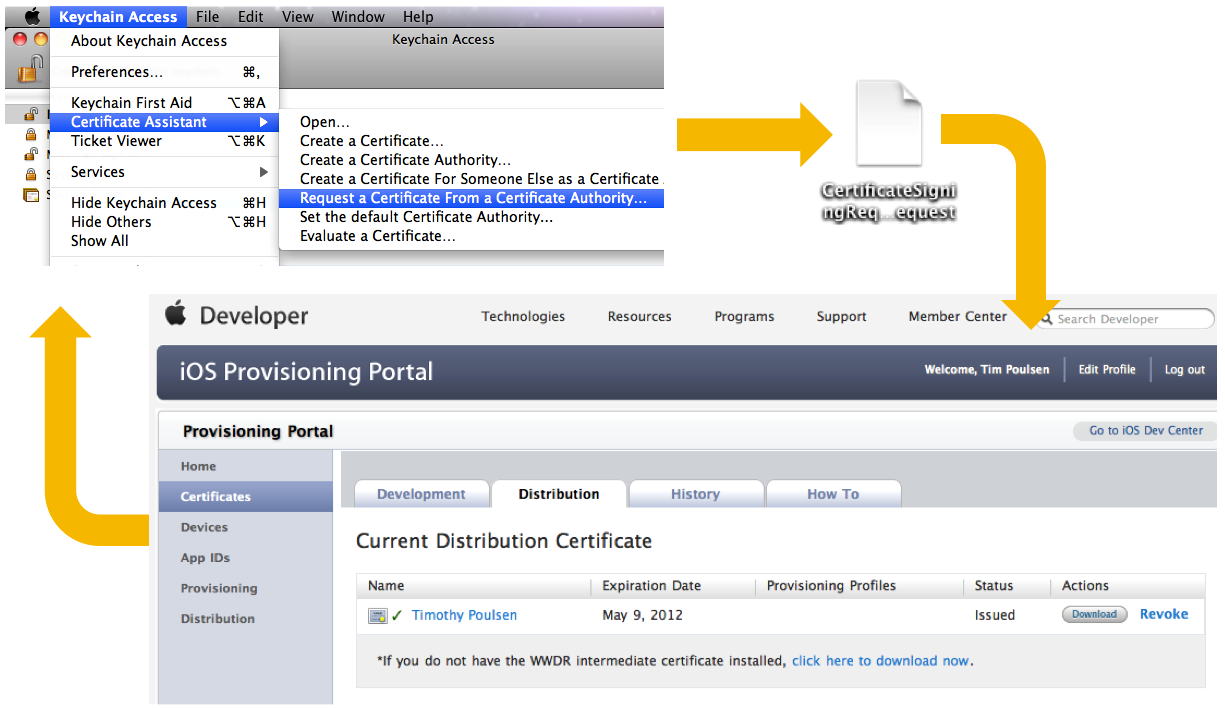 Keychain Access File Edit View Window Help
Keychain Access
About Keychain Access
Preferences... ⌘,
Keychain First Aid ⌥⌘A
Certificate Assistant ▶
Ticket Viewer ⌥⌘K
Services ▶
Hide Keychain Access ⌘H
Hide Others ⌥⌘H
Show All
Open...
Create a Certificate...
Create a Certificate Authority...
Create a Certificate For Someone Else as a Certificate
Request a Certificate From a Certificate Authority...
Set the default Certificate Authority...
Evaluate a Certificate...
CertificateSigni
ngReq...equest
Developer Technologies Resources Programs Support Member Center Search Developer
iOS Provisioning Portal Welcome, Tim Poulsen Edit Profile Log out
Provisioning Portal Go to iOS Dev Center
Home
Certificates
Devices
App IDs
Provisioning
Distribution
Development Distribution History How To
Current Distribution Certificate
Name Expiration Date Provisioning Profiles Status Actions
✓ Timothy Poulsen May 9, 2012 Issued Download Revoke
*If you do not have the WWDR intermediate certificate installed, click here to download now.